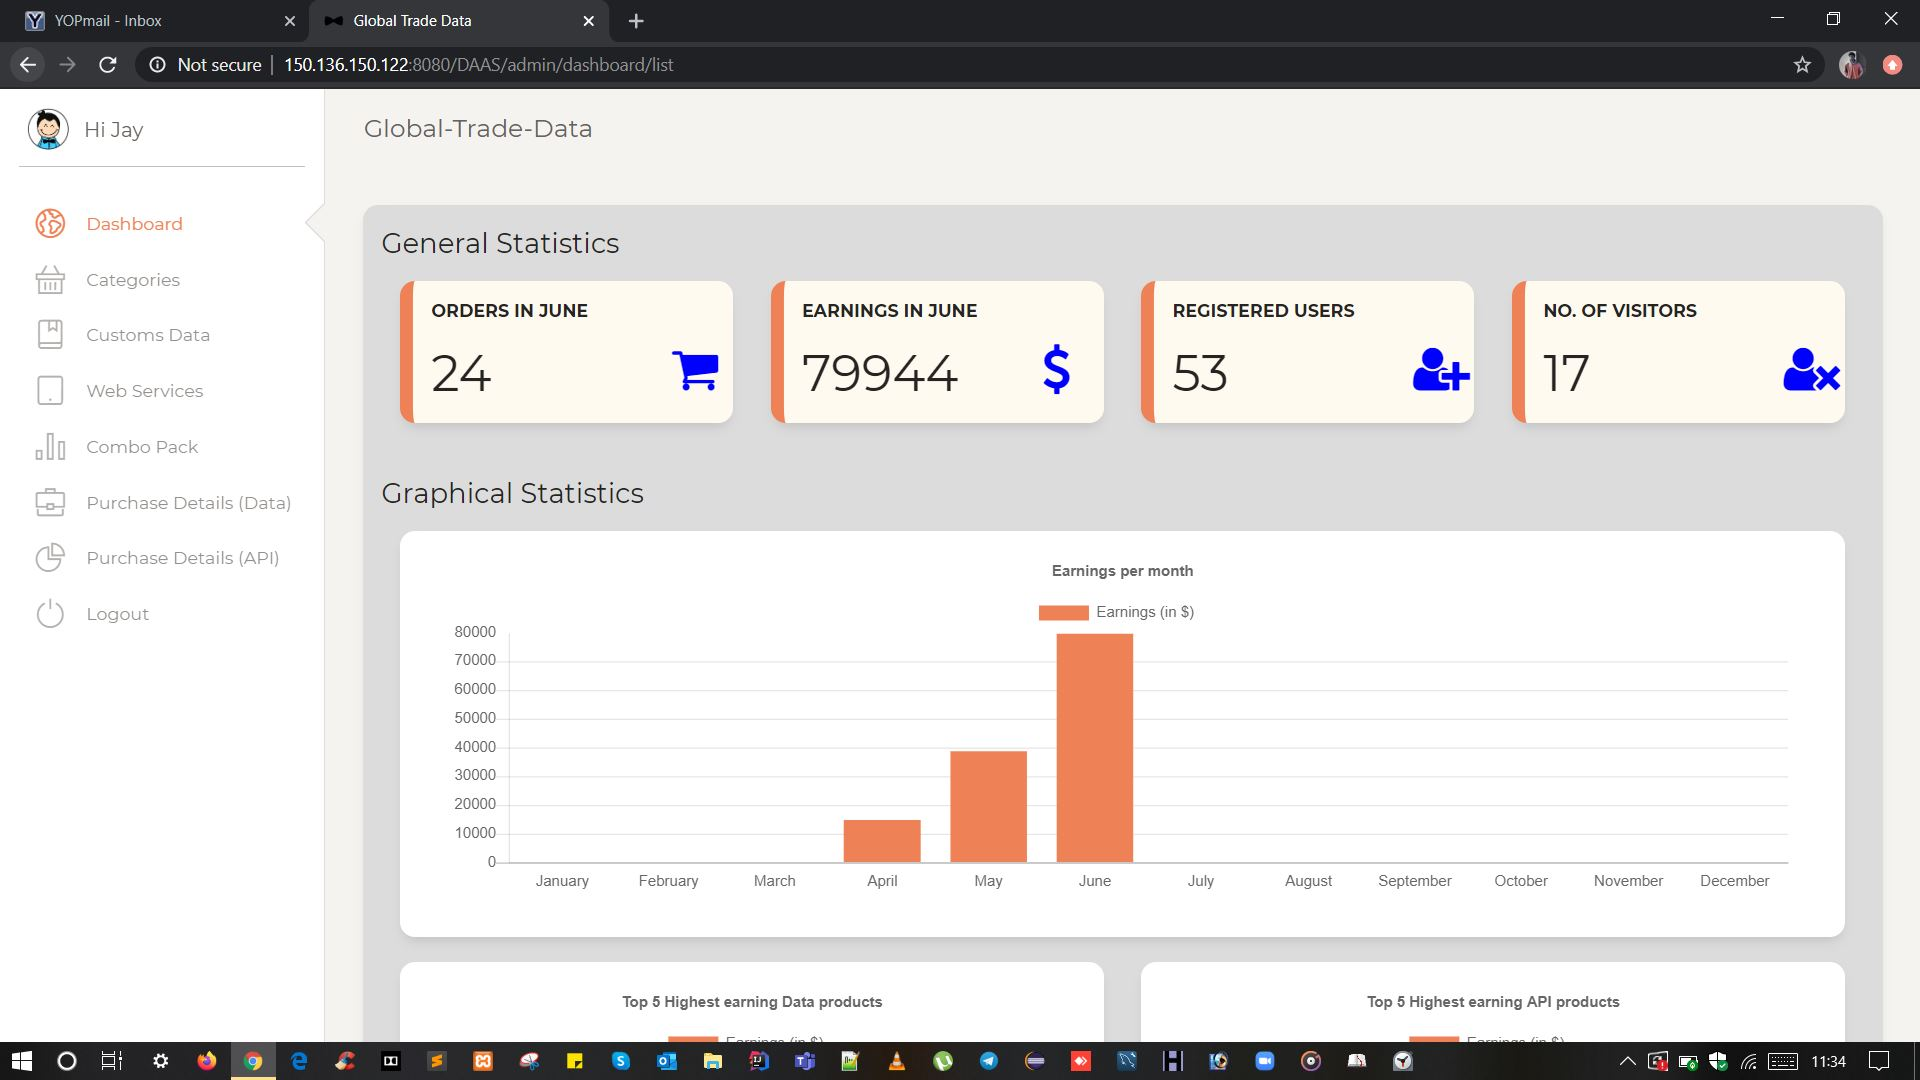 YOPmail - Inbox
Global Trade Data
Not secure | 150.136.150.122:8080/DAAS/admin/dashboard/list
Hi Jay
Dashboard
Categories
Customs Data
Web Services
Combo Pack
Purchase Details (Data)
Purchase Details (API)
Logout
Global-Trade-Data
General Statistics
ORDERS IN JUNE
24
EARNINGS IN JUNE
79944
$
REGISTERED USERS
53
NO. OF VISITORS
17
Graphical Statistics
Earnings per month
Earnings (in $)
80000
70000
60000
50000
40000
30000
20000
10000
0
January February March April May June July August September October November December
Top 5 Highest earning Data products
Earnings (in $)
Top 5 Highest earning API products
Earnings (in $)
11:34